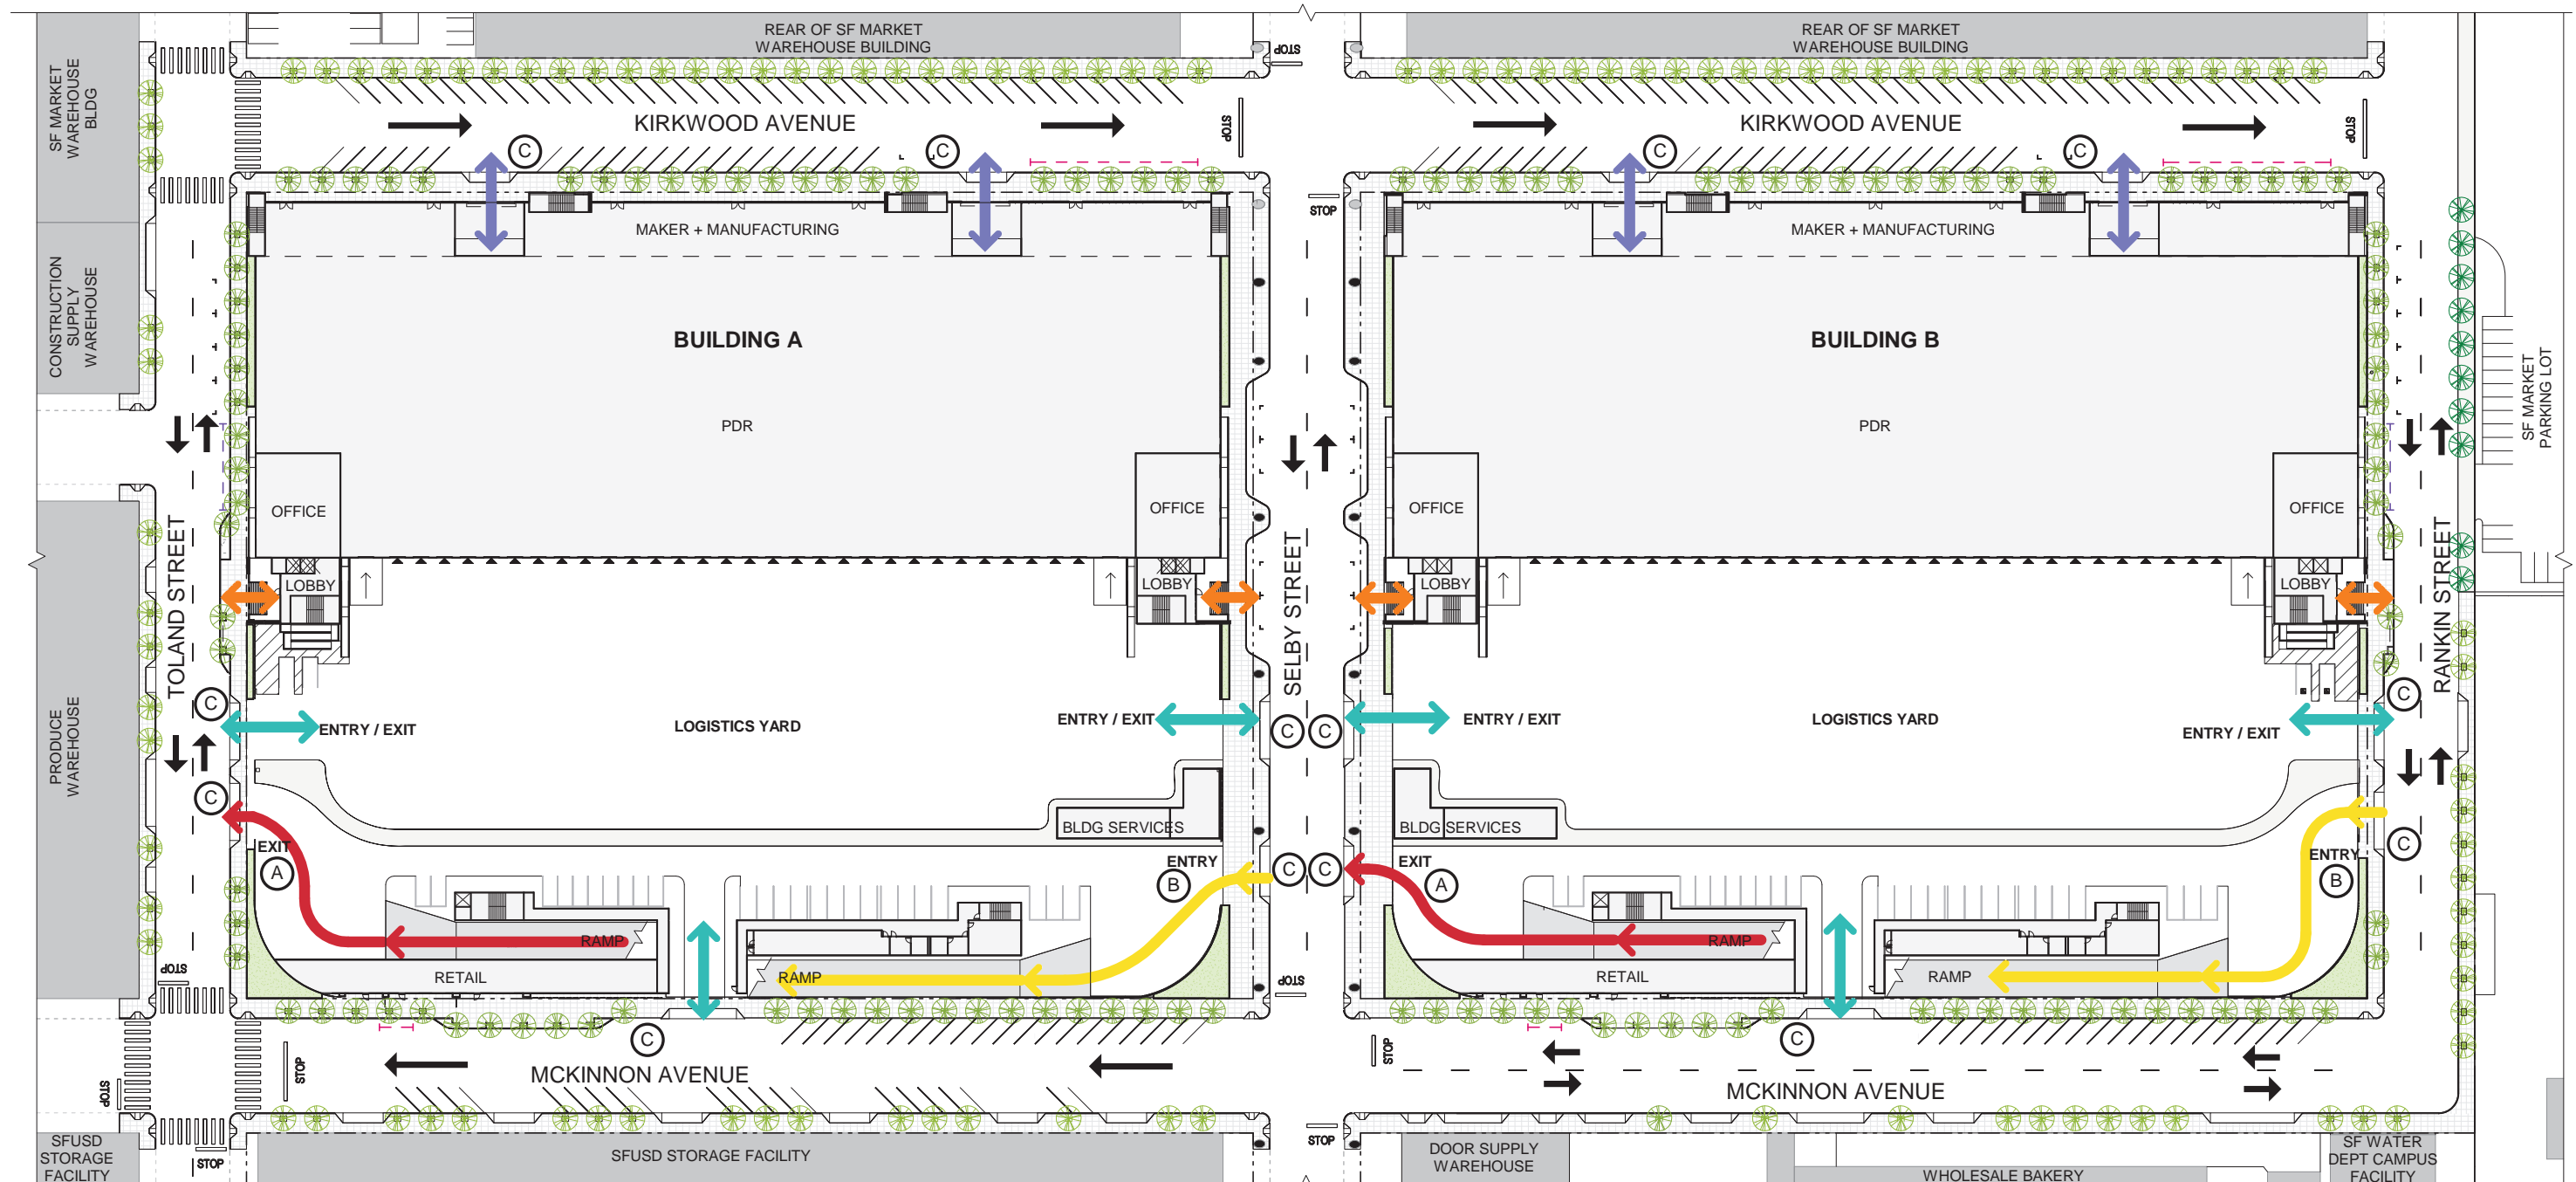 REAR OF SF MARKET
WAREHOUSE BUILDING
REAR OF SF MARKET
WAREHOUSE BUILDING
STOP
SF MARKET
WAREHOUSE
BLDG
KIRKWOOD AVENUE
STOP
KIRKWOOD AVENUE
STOP
C
C
C
C
STOP
MAKER + MANUFACTURING
MAKER + MANUFACTURING
CONSTRUCTION
SUPPLY
WAREHOUSE
BUILDING A
BUILDING B
SF MARKET
PARKING LOT
PDR
PDR
OFFICE
OFFICE
OFFICE
OFFICE
TOLAND STREET
SELBY STREET
RANKIN STREET
LOBBY
LOBBY
LOBBY
LOBBY
C
C
ENTRY / EXIT
LOGISTICS YARD
ENTRY / EXIT
C
C
ENTRY / EXIT
LOGISTICS YARD
ENTRY / EXIT
PRODUCE
WAREHOUSE
C
BLDG SERVICES
BLDG SERVICES
C
EXIT
A
ENTRY
B
C
C
EXIT
A
ENTRY
B
RAMP
RAMP
RETAIL
RAMP
RAMP
RETAIL
STOP
STOP
C
C
STOP
STOP
STOP
MCKINNON AVENUE
MCKINNON AVENUE
STOP
STOP
SFUSD
STORAGE
FACILITY
SFUSD STORAGE FACILITY
DOOR SUPPLY
WAREHOUSE
WHOLESALE BAKERY
SF WATER
DEPT CAMPUS
FACILITY